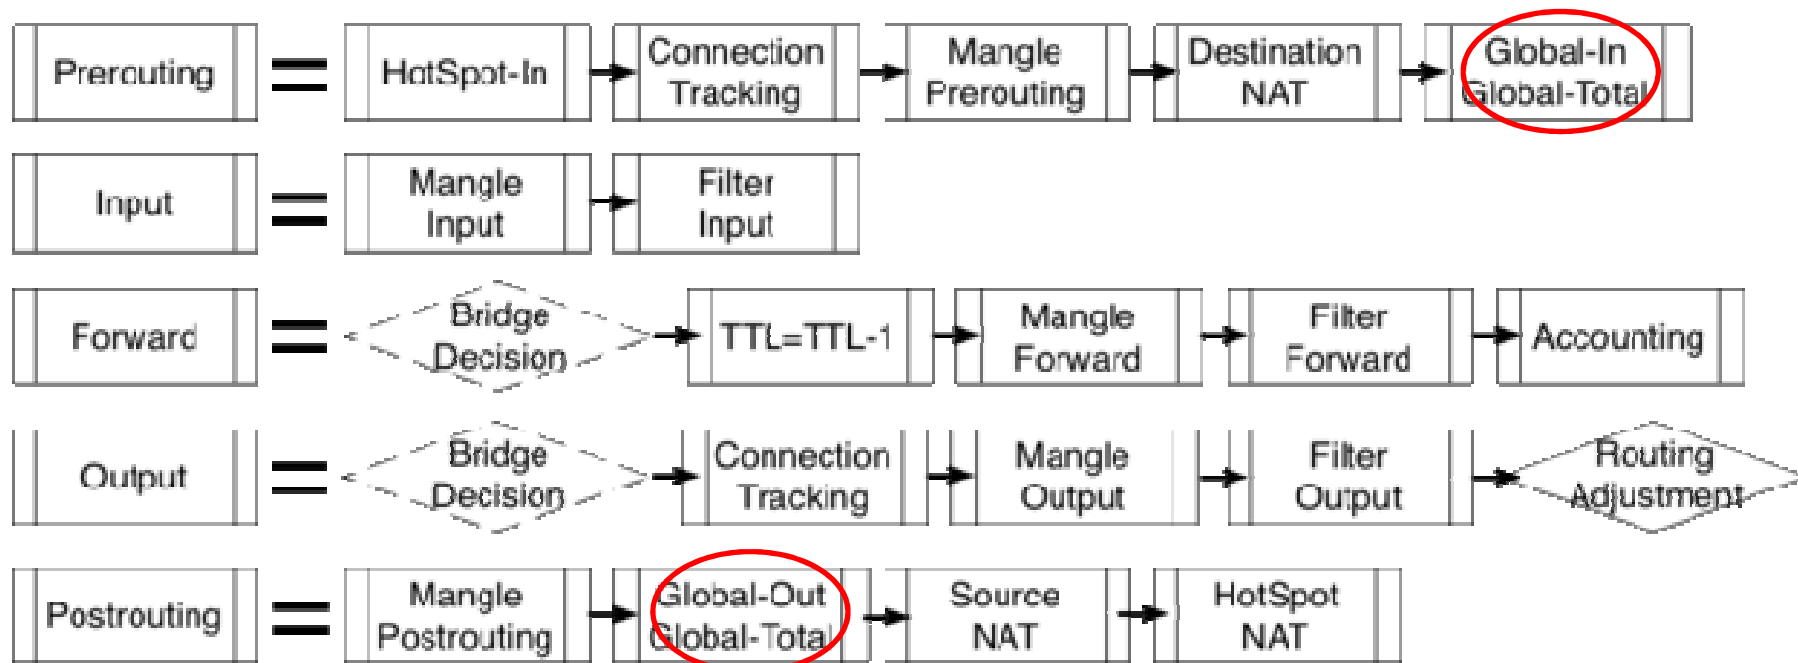 Prerouting = HotSpot-In Connection Tracking Mangle Prerouting Destination NAT Global-In Global-Total
Input = Mangle Input Filter Input
Forward = Bridge Decision TTL=TTL-1 Mangle Forward Filter Forward Accounting
Output = Bridge Decision Connection Tracking Mangle Output Filter Output Routing Adjustment
Postrouting = Mangle Postrouting Global-Out Global-Total Source NAT HotSpot NAT